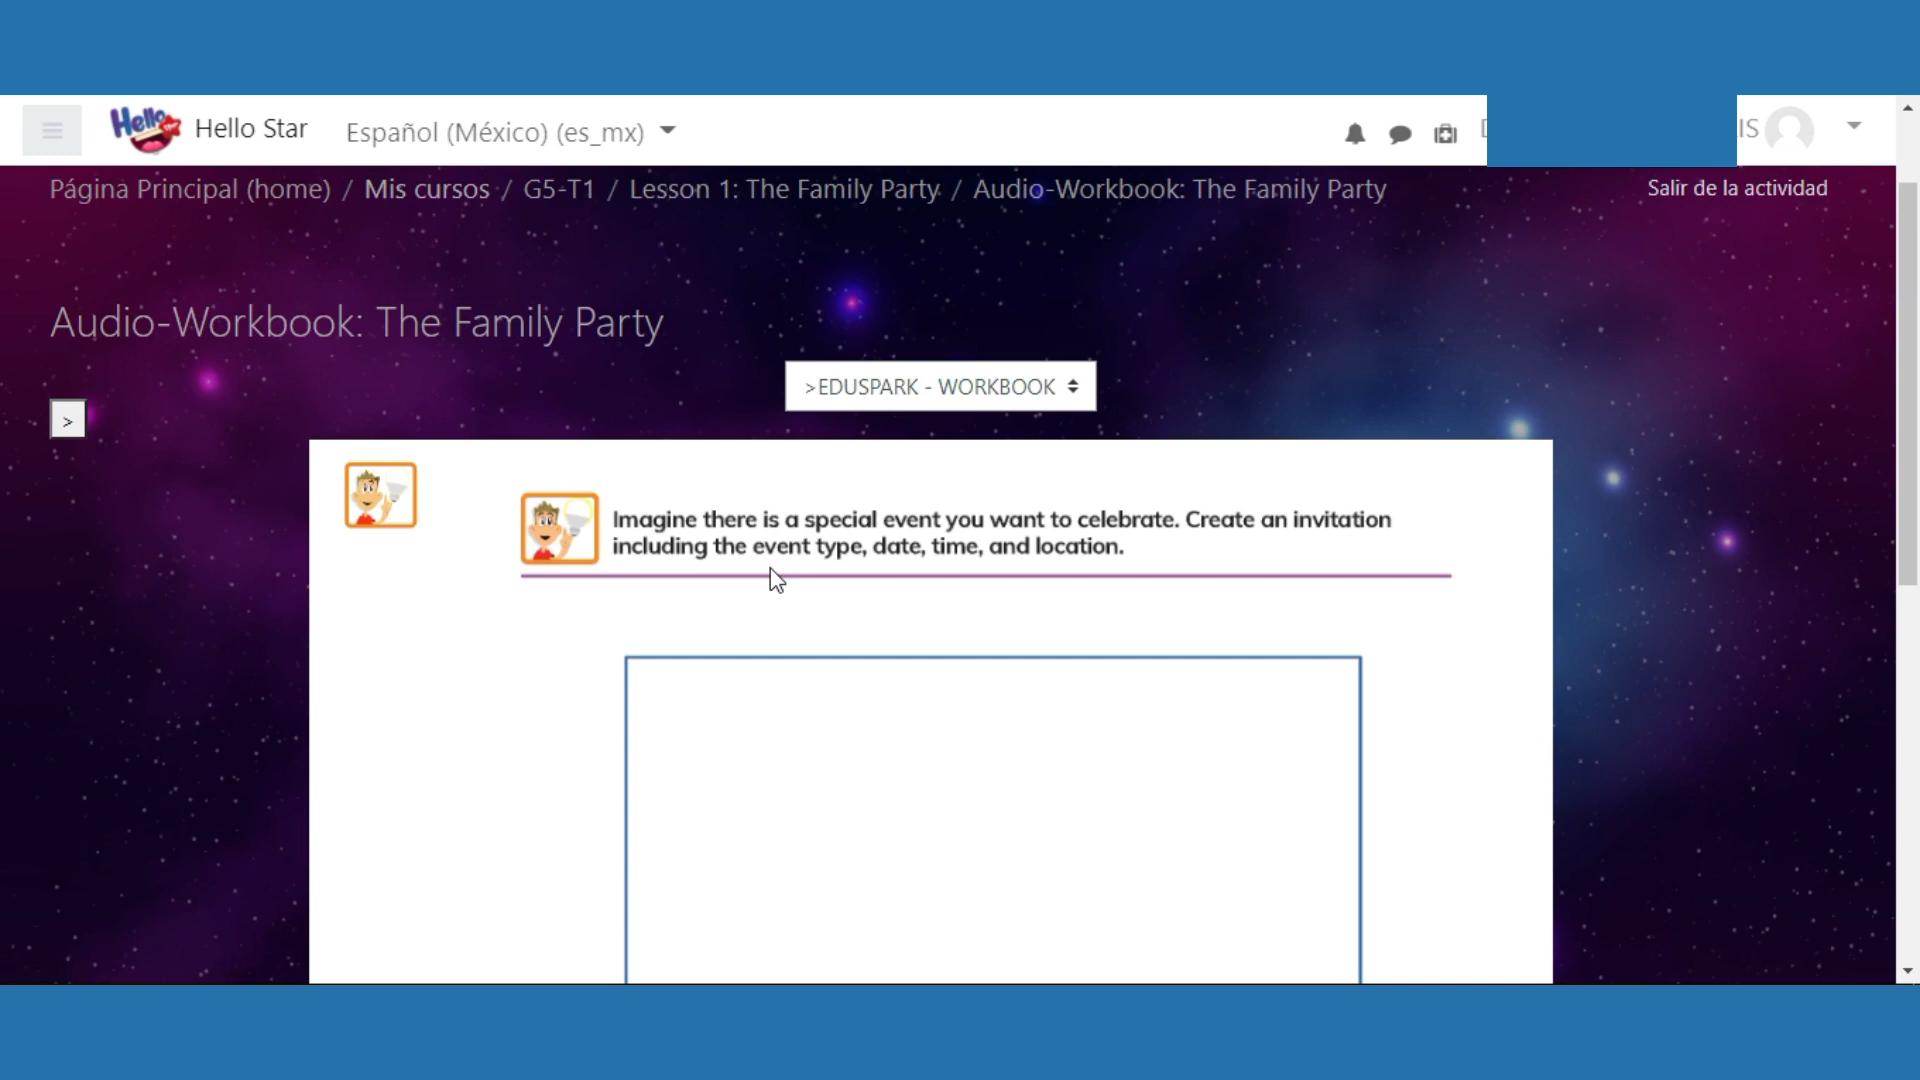 Hello
Hello Star
Español (México) (es_mx)
IS
Página Principal (home) / Mis cursos / G5-T1 / Lesson 1: The Family Party / Audio-Workbook: The Family Party
Salir de la actividad
Audio-Workbook: The Family Party
>EDUSPARK - WORKBOOK
>
Imagine there is a special event you want to celebrate. Create an invitation
including the event type, date, time, and location.